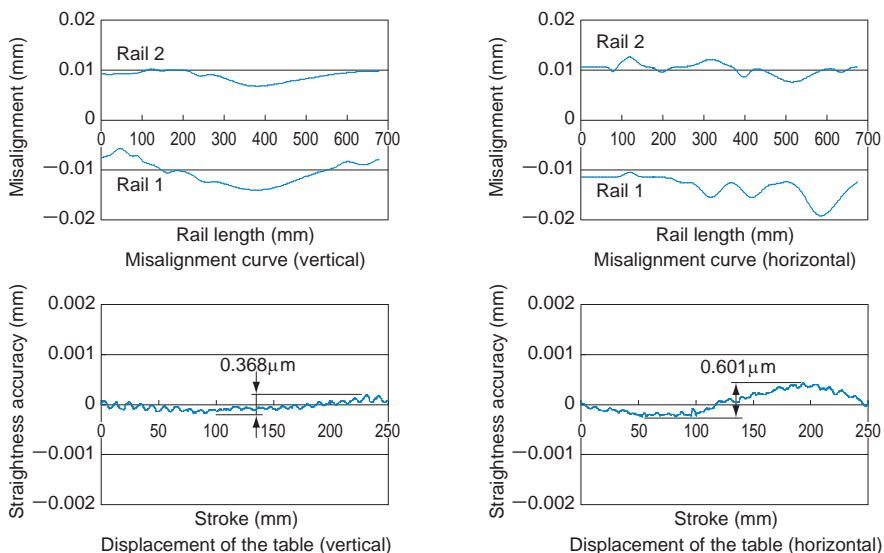 Misalignment (mm)
0.02
0.01
0
−0.01
−0.02
Rail 2
0 100 200 300 400 500 600 700
Rail 1
Rail length (mm)
Misalignment curve (vertical)
Misalignment (mm)
0.02
0.01
0
−0.01
−0.02
Rail 2
0 100 200 300 400 500 600 700
Rail 1
Rail length (mm)
Misalignment curve (horizontal)
Straightness accuracy (mm)
0.002
0.001
0
−0.001
−0.002
0.368μm
0 50 100 150 200 250
Stroke (mm)
Displacement of the table (vertical)
Straightness accuracy (mm)
0.002
0.001
0
−0.001
−0.002
0.601μm
0 50 100 150 200 250
Stroke (mm)
Displacement of the table (horizontal)